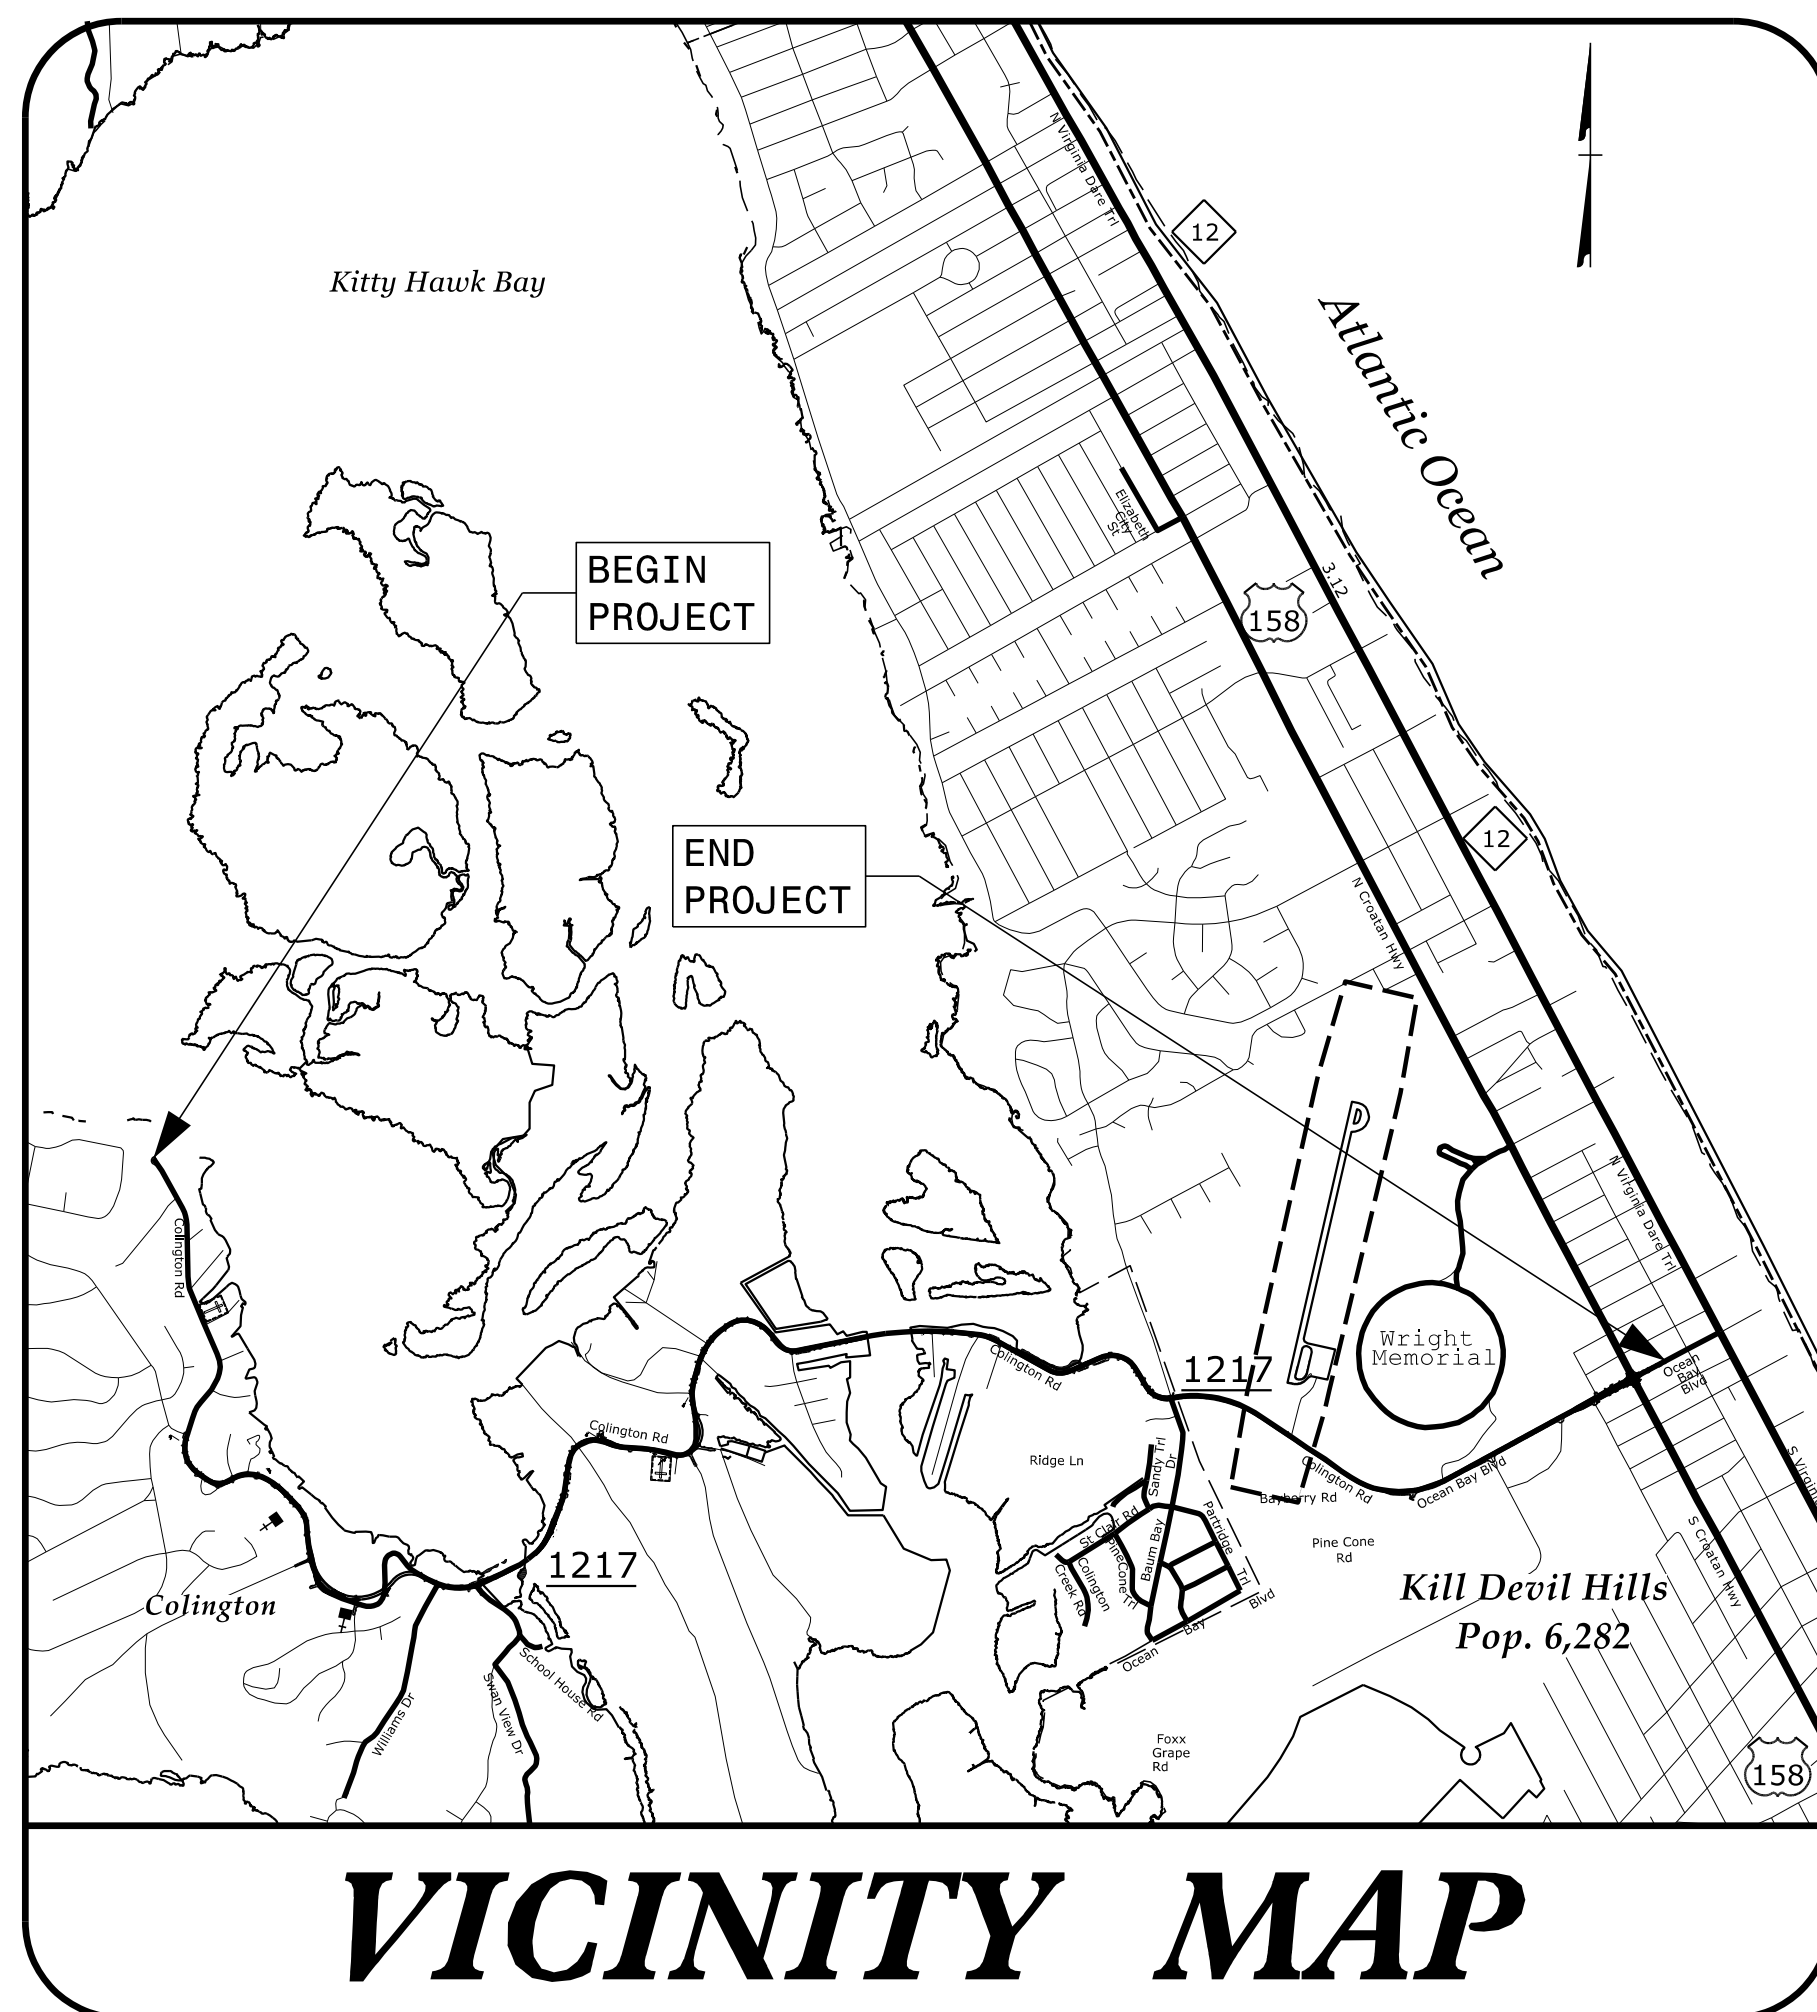 N Virginia Dare Trl
12
Kitty Hawk Bay
Atlantic Ocean
Elizabeth
City
St
BEGIN
PROJECT
3.12
158
END
PROJECT
12
N Croatan Hwy
N Virginia Dare Trl
Colington Rd
Wright
Memorial
Colington Rd
1217
Ocean
Bay
Blvd
Colington Rd
Ridge Ln
Sandy Trl
Dr
Colington Rd
Ocean Bay Blvd
Bayberry Rd
S Virgin
St Clair Rd
PineCone Trl
Baum Bay
Partridge
Trl
Pine Cone
Rd
S Croatan Hwy
1217
Colington
Creek Rd
Colington
Kill Devil Hills
Pop. 6,282
Ocean
Bay
Blvd
School House Rd
Swan View Dr
Williams Dr
Foxx
Grape
Rd
158
VICINITY MAP